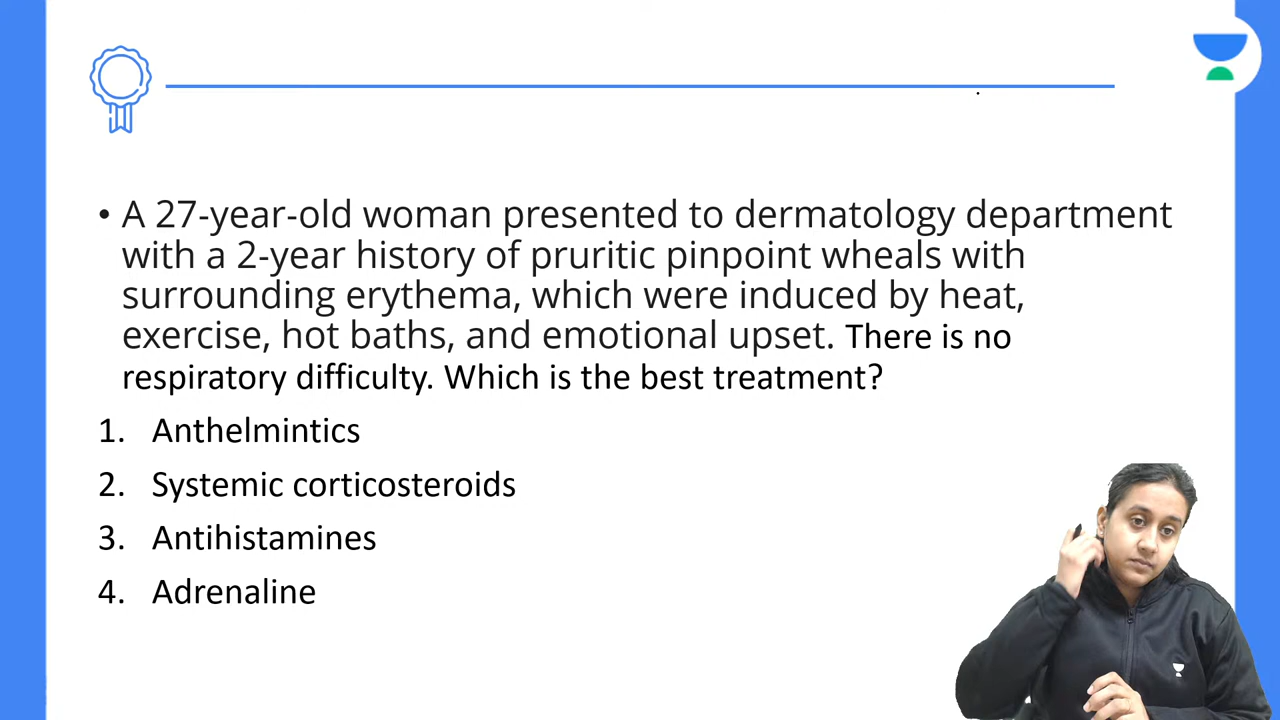 • A 27-year-old woman presented to dermatology department
with a 2-year history of pruritic pinpoint wheals with
surrounding erythema, which were induced by heat,
exercise, hot baths, and emotional upset. There is no
respiratory difficulty. Which is the best treatment?
1. Anthelmintics
2. Systemic corticosteroids
3. Antihistamines
4. Adrenaline